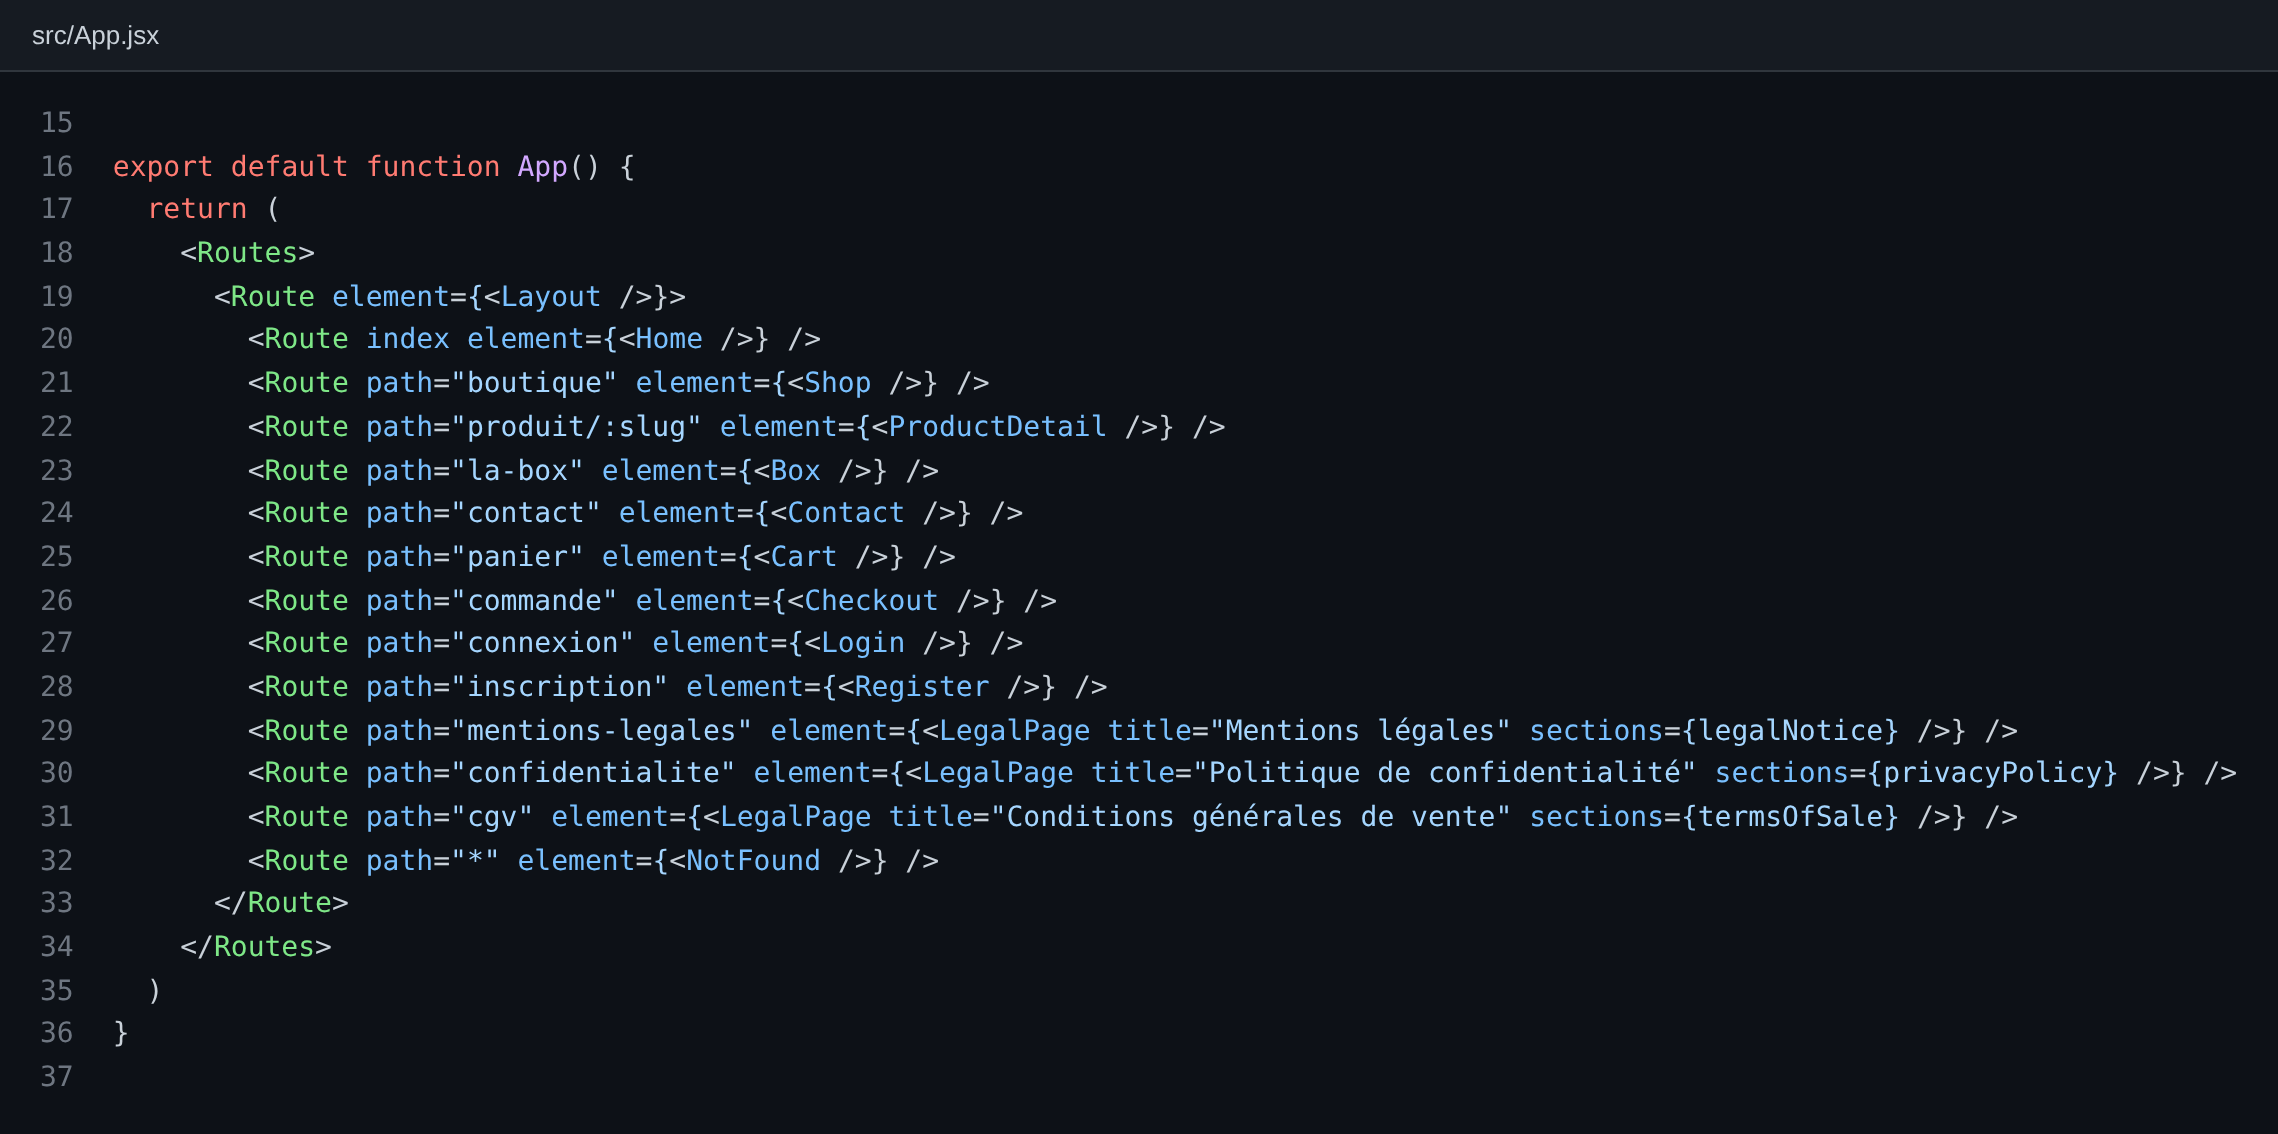 src/App.jsx
15
16 export default function App() {
17   return (
18     <Routes>
19       <Route element={<Layout />}>
20         <Route index element={<Home />} />
21         <Route path="boutique" element={<Shop />} />
22         <Route path="produit/:slug" element={<ProductDetail />} />
23         <Route path="la-box" element={<Box />} />
24         <Route path="contact" element={<Contact />} />
25         <Route path="panier" element={<Cart />} />
26         <Route path="commande" element={<Checkout />} />
27         <Route path="connexion" element={<Login />} />
28         <Route path="inscription" element={<Register />} />
29         <Route path="mentions-legales" element={<LegalPage title="Mentions légales" sections={legalNotice} />} />
30         <Route path="confidentialite" element={<LegalPage title="Politique de confidentialité" sections={privacyPolicy} />} />
31         <Route path="cgv" element={<LegalPage title="Conditions générales de vente" sections={termsOfSale} />} />
32         <Route path="*" element={<NotFound />} />
33       </Route>
34     </Routes>
35   )
36 }
37